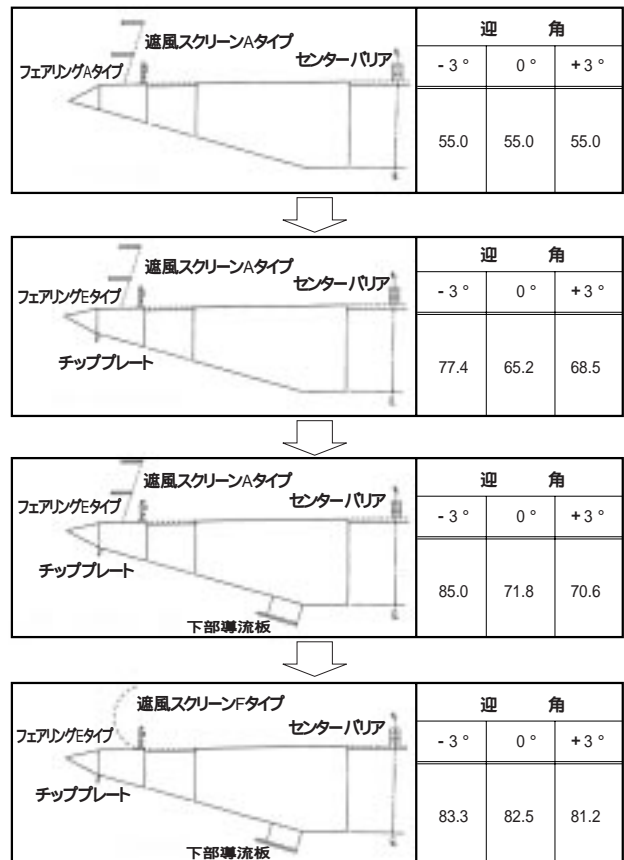 遮風スクリーンAタイプ
センターバリア
フェアリングAタイプ
迎 角
-3° 0° +3°
55.0 55.0 55.0
遮風スクリーンAタイプ
センターバリア
フェアリングEタイプ
チッププレート
迎 角
-3° 0° +3°
77.4 65.2 68.5
遮風スクリーンAタイプ
センターバリア
フェアリングEタイプ
チッププレート
下部導流板
迎 角
-3° 0° +3°
85.0 71.8 70.6
遮風スクリーンFタイプ
センターバリア
フェアリングEタイプ
チッププレート
下部導流板
迎 角
-3° 0° +3°
83.3 82.5 81.2